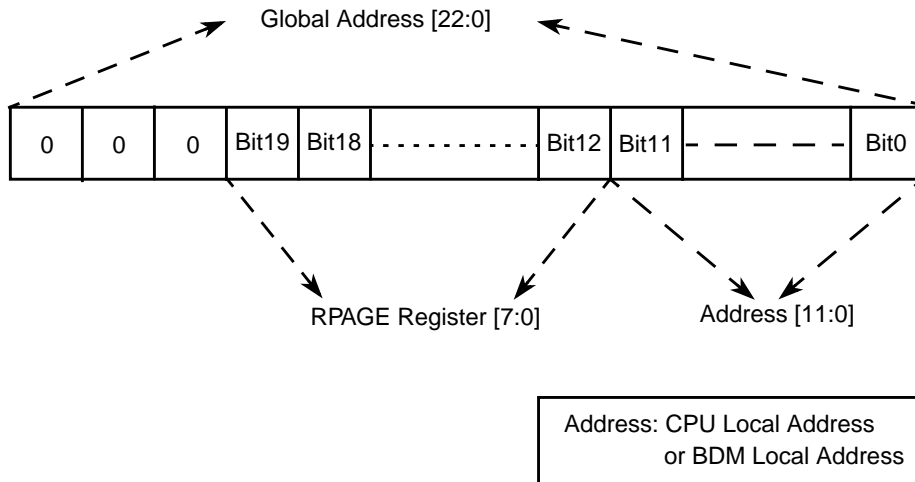 Global Address [22:0]
0 0 0 Bit19 Bit18 Bit12 Bit11 Bit0
RPAGE Register [7:0] Address [11:0]
Address: CPU Local Address
or BDM Local Address